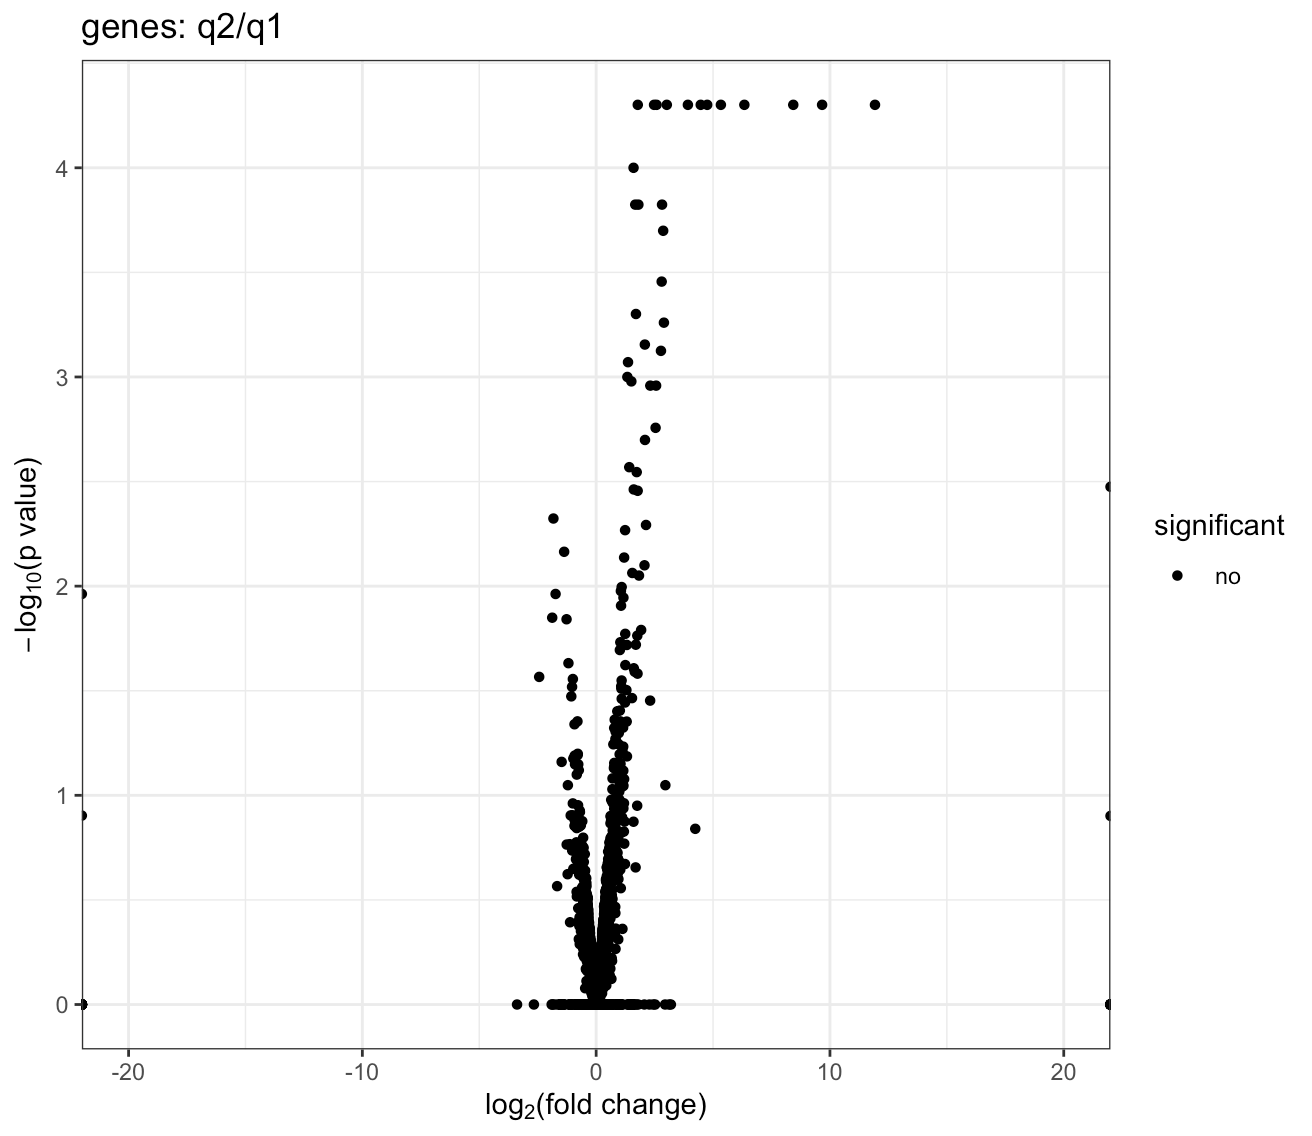 genes: q2/q1
4
3
2
1
0
−log10(p value)
-20
-10
0
10
20
log2(fold change)
significant
no